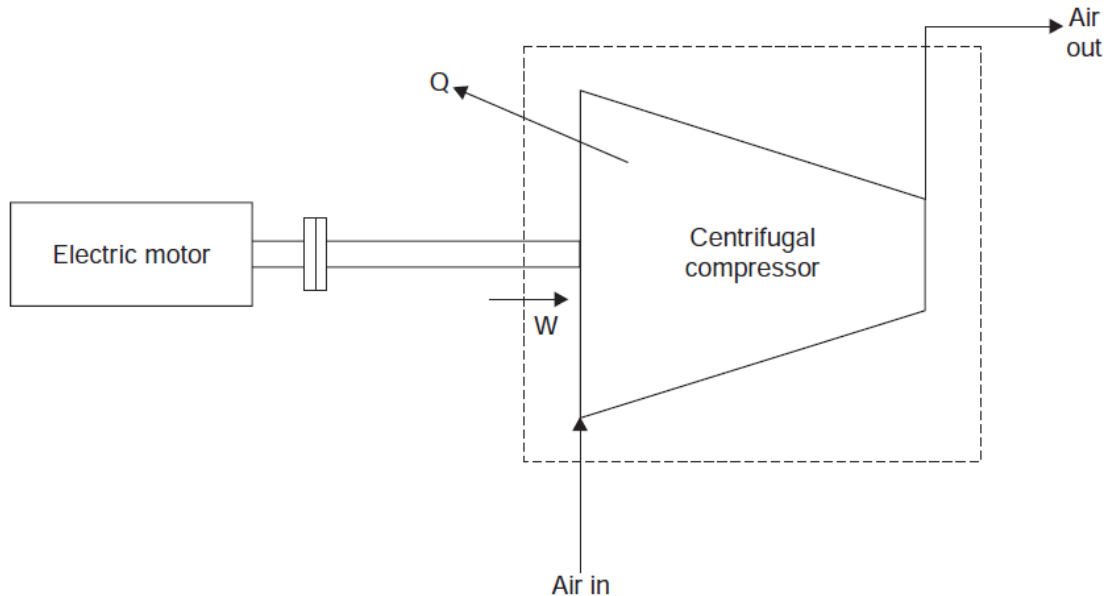 Air
out
Q
Electric motor
Centrifugal
compressor
W
Air in